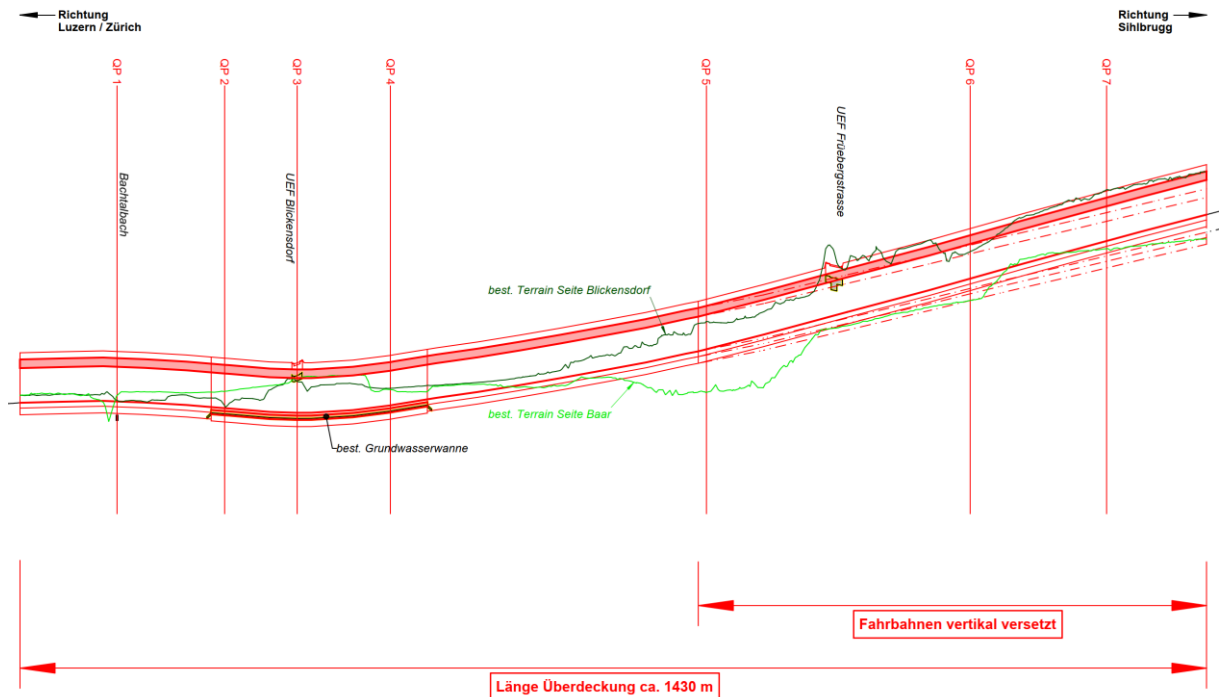 Richtung
Luzern / Zürich
Richtung
Sihlbrugg
QP 1
QP 2
QP 3
QP 4
QP 5
QP 6
QP 7
Bachtalbach
UEF Blickensdorf
UEF Früebergstrasse
best. Terrain Seite Blickensdorf
best. Terrain Seite Baar
best. Grundwasserwanne
Fahrbahnen vertikal versetzt
Länge Überdeckung ca. 1430 m